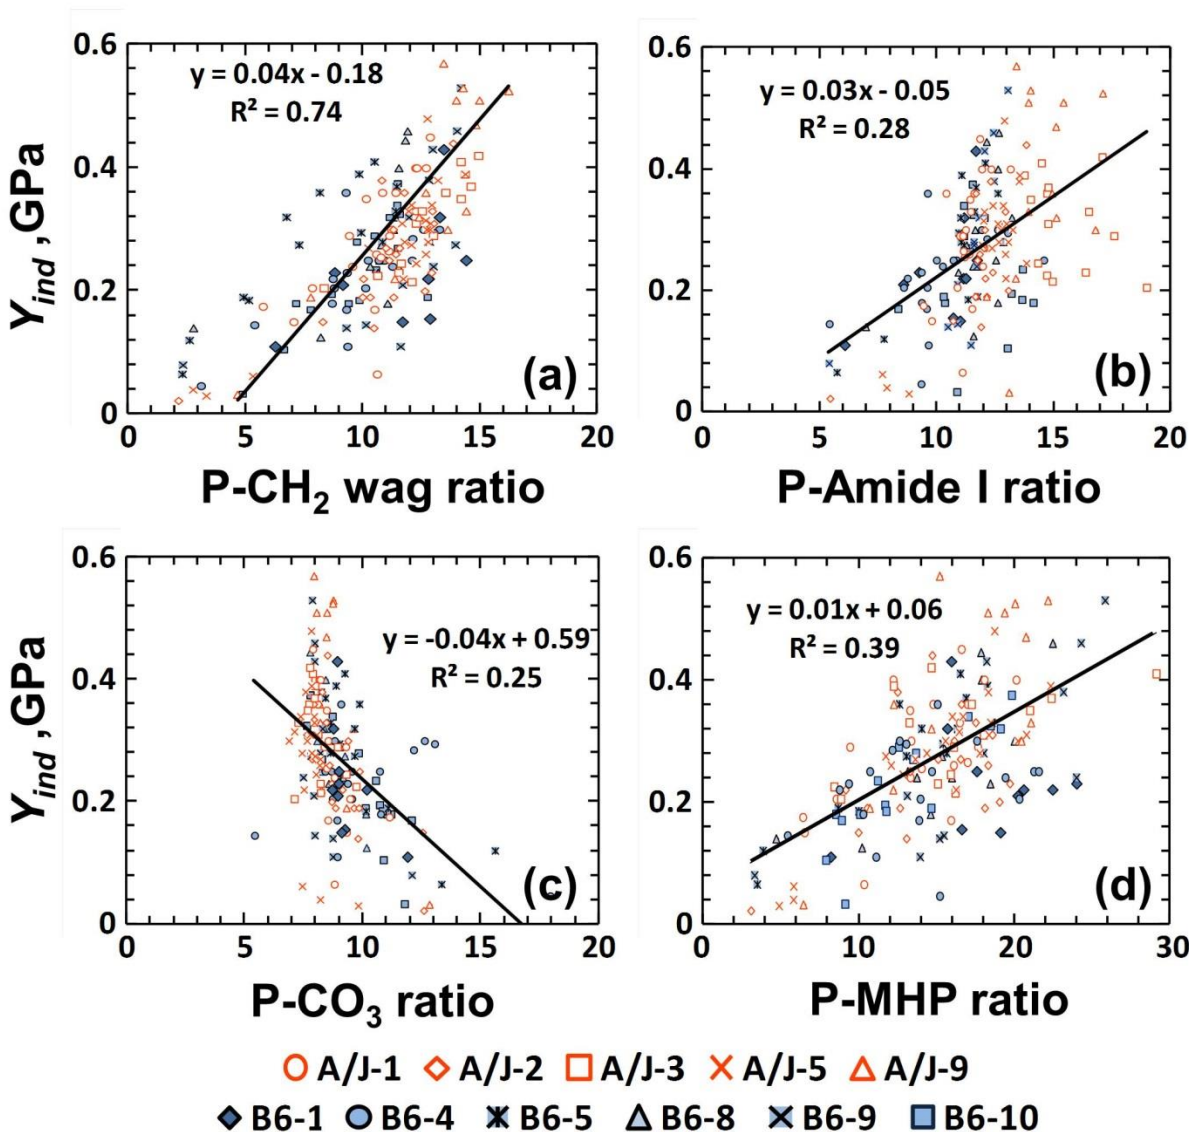 0.6
0.4
0.2
0
Y_ind ,GPa
y = 0.04x - 0.18
R² = 0.74
(a)
0 5 10 15 20
P-CH₂ wag ratio
0.6
0.4
0.2
0
y = 0.03x - 0.05
R² = 0.28
(b)
0 5 10 15 20
P-Amide I ratio
0.6
0.4
0.2
0
Y_ind ,GPa
y = -0.04x + 0.59
R² = 0.25
(c)
0 5 10 15 20
P-CO₃ ratio
0.6
0.4
0.2
0
y = 0.01x + 0.06
R² = 0.39
(d)
0 10 20 30
P-MHP ratio
A/J-1 A/J-2 A/J-3 A/J-5 A/J-9
B6-1 B6-4 B6-5 B6-8 B6-9 B6-10